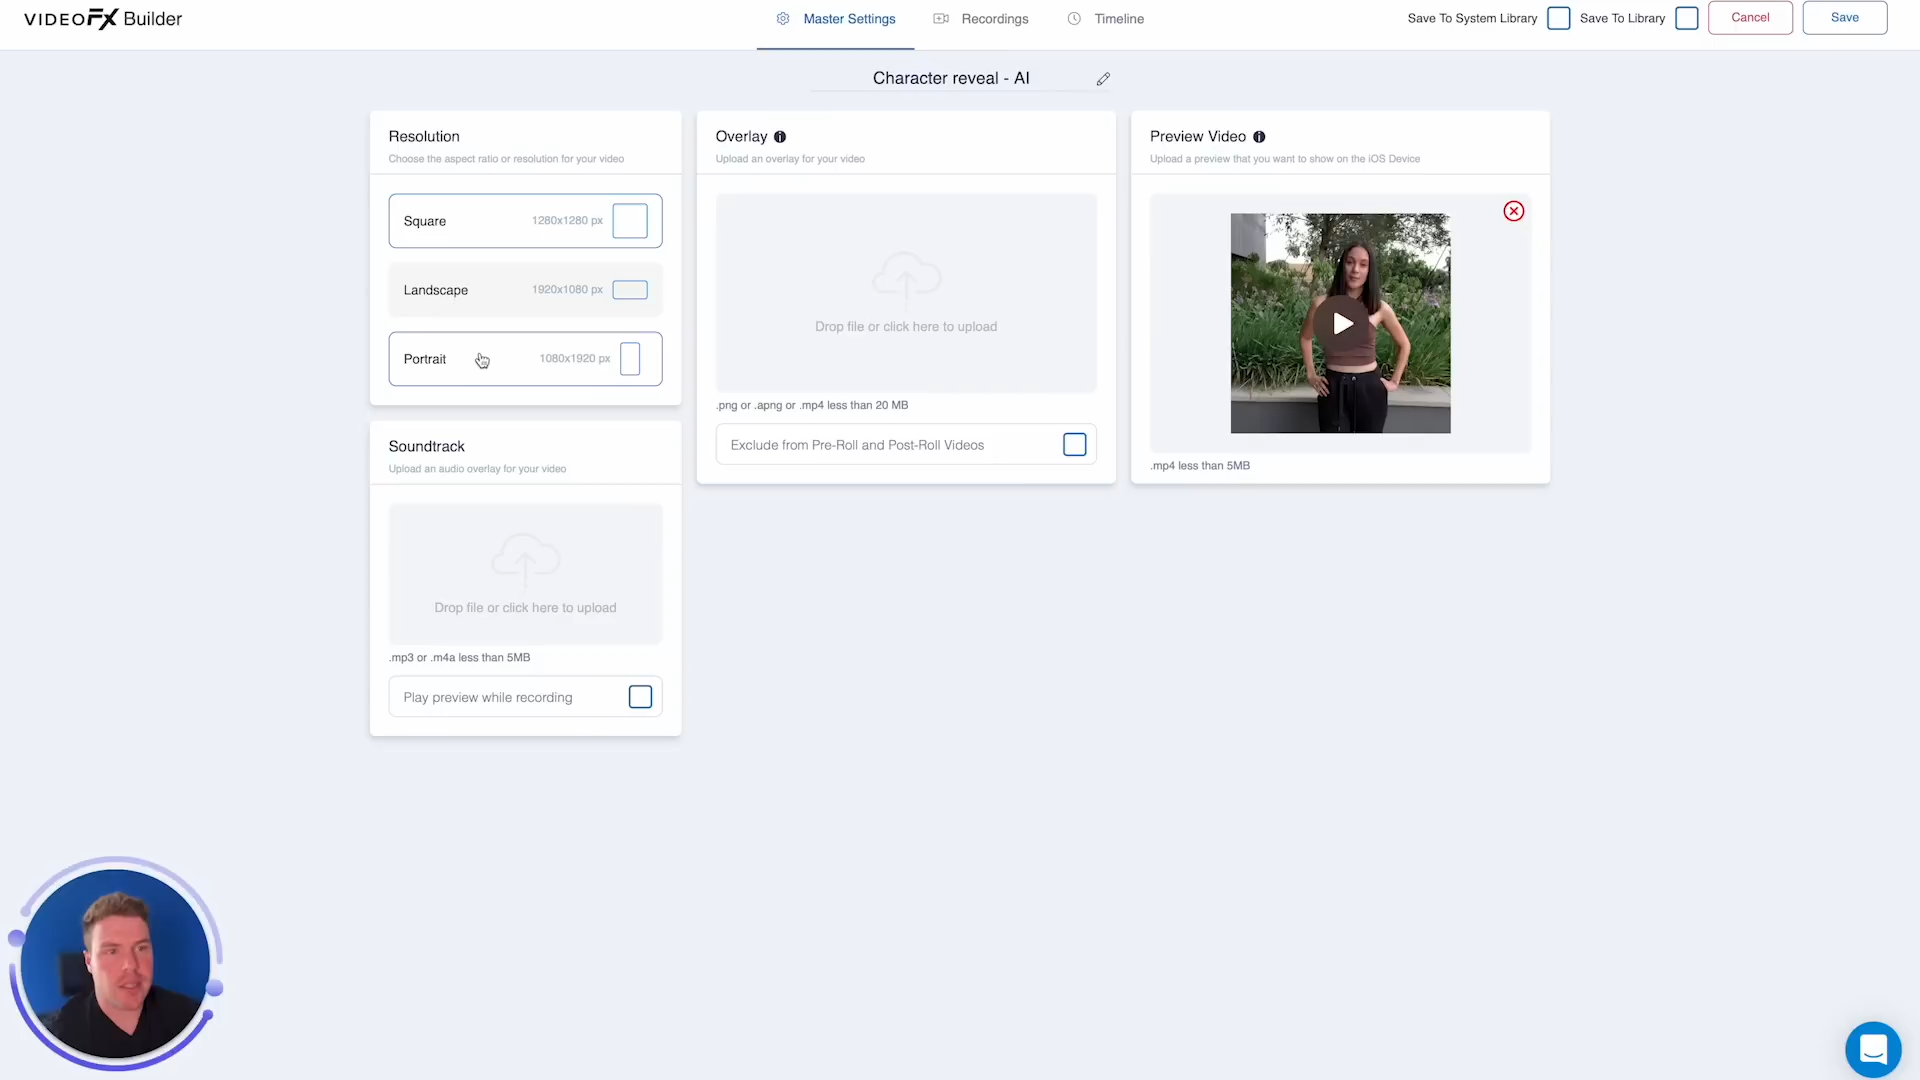 VIDEOFX Builder
Master Settings
Recordings
Timeline
Save To System Library
Save To Library
Cancel
Save
Character reveal - AI
Resolution
Choose the aspect ratio or resolution for your video
Square 1280x1280 px
Landscape 1920x1080 px
Portrait 1080x1920 px
Soundtrack
Upload an audio overlay for your video
Drop file or click here to upload
.mp3 or .m4a less than 5MB
Play preview while recording
Overlay
Upload an overlay for your video
Drop file or click here to upload
.png or .apng or .mp4 less than 20 MB
Exclude from Pre-Roll and Post-Roll Videos
Preview Video
Upload a preview that you want to show on the iOS Device
.mp4 less than 5MB